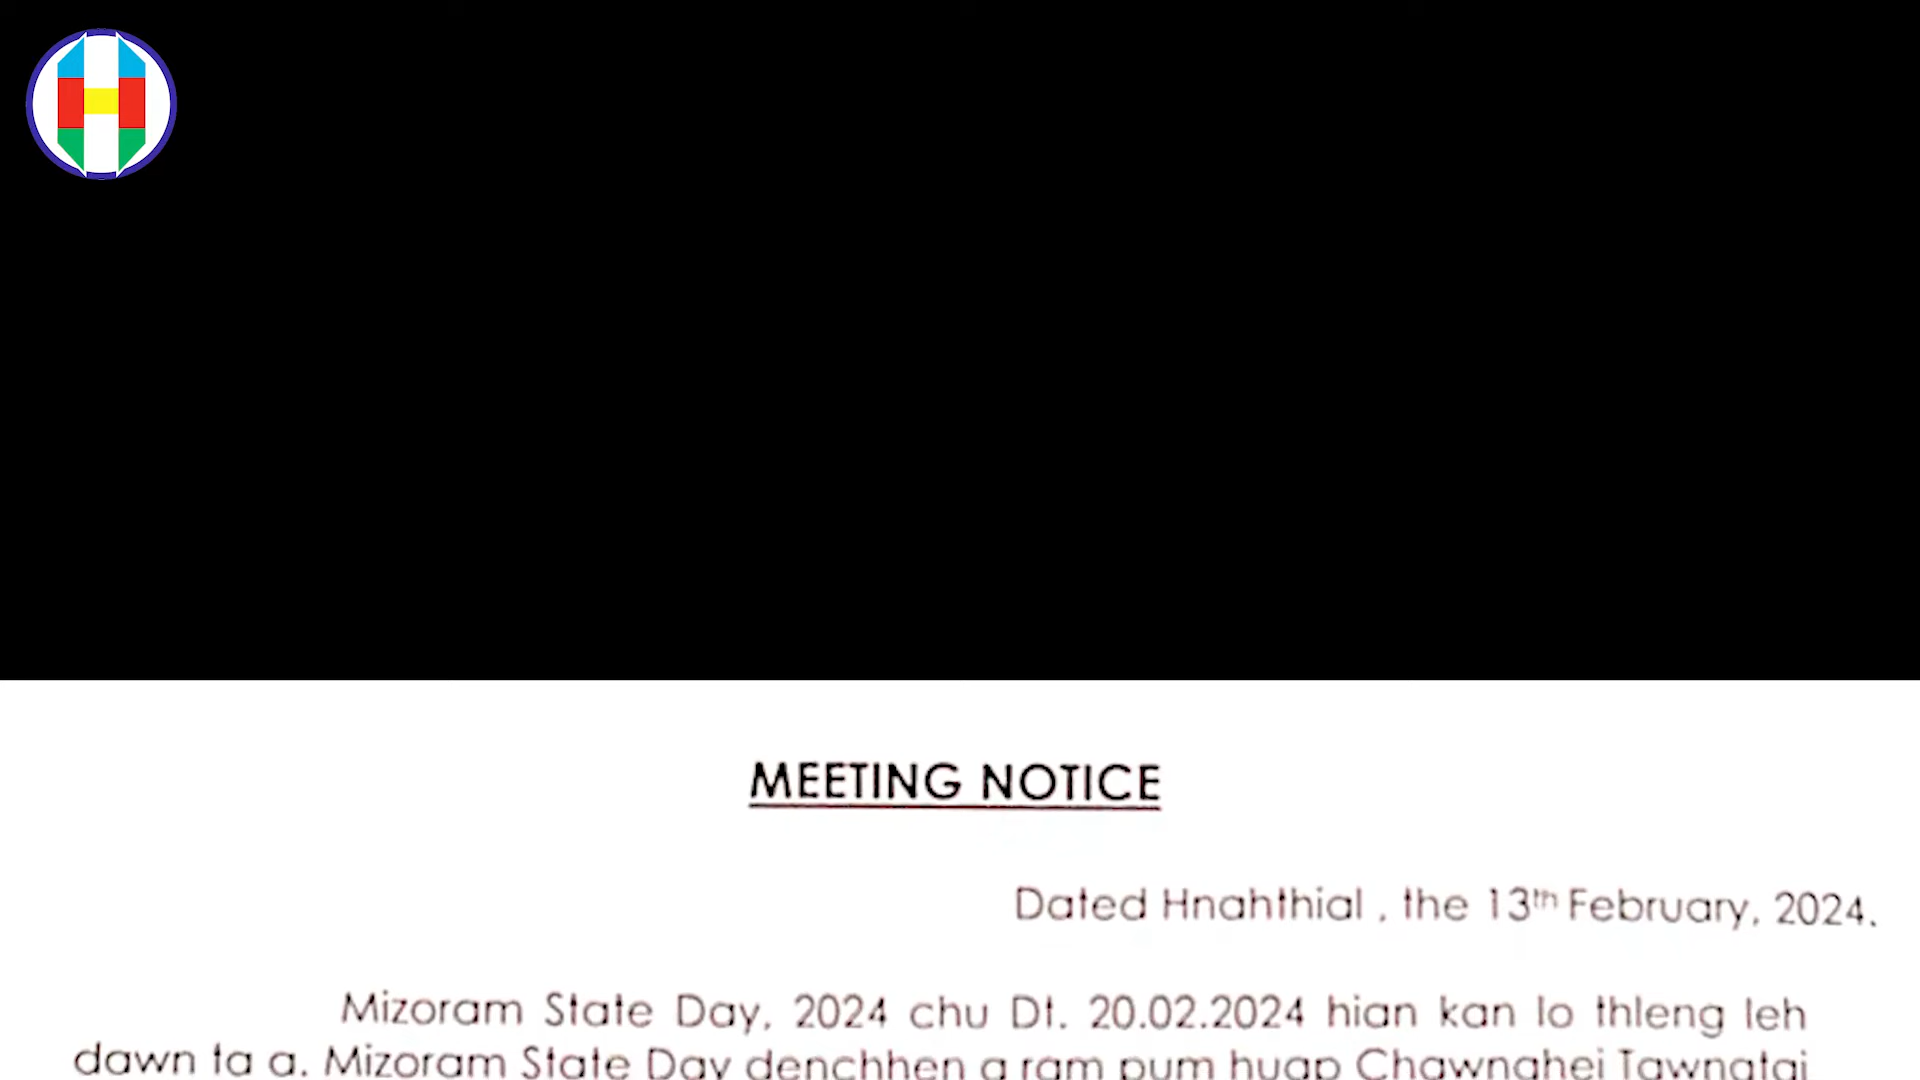 MEETING NOTICE
Dated Hnahthial , the 13th February, 2024.
Mizoram State Day, 2024 chu Dt. 20.02.2024 hian kan lo thleng leh
dawn ta a. Mizoram State Day denchhen a ram pum huap Chawnghei Tawngtai